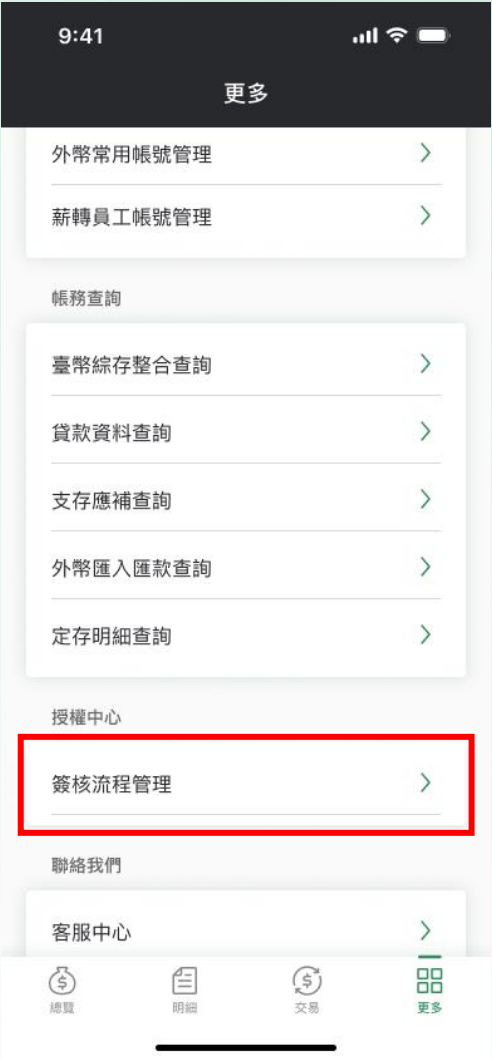 9:41
更多
外幣常用帳號管理
薪轉員工帳號管理
帳務查詢
臺幣綜存整合查詢
貸款資料查詢
支存應補查詢
外幣匯入匯款查詢
定存明細查詢
授權中心
簽核流程管理
聯絡我們
客服中心
總覽
明細
交易
更多